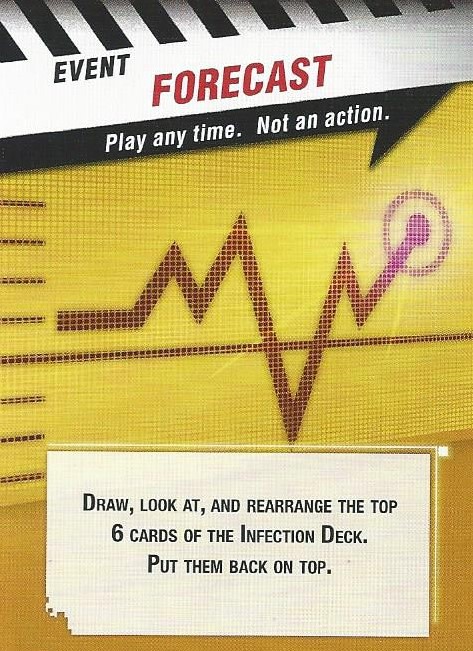 EVENT
FORECAST
Play any time. Not an action.
DRAW, LOOK AT, AND REARRANGE THE TOP
6 CARDS OF THE INFECTION DECK.
PUT THEM BACK ON TOP.